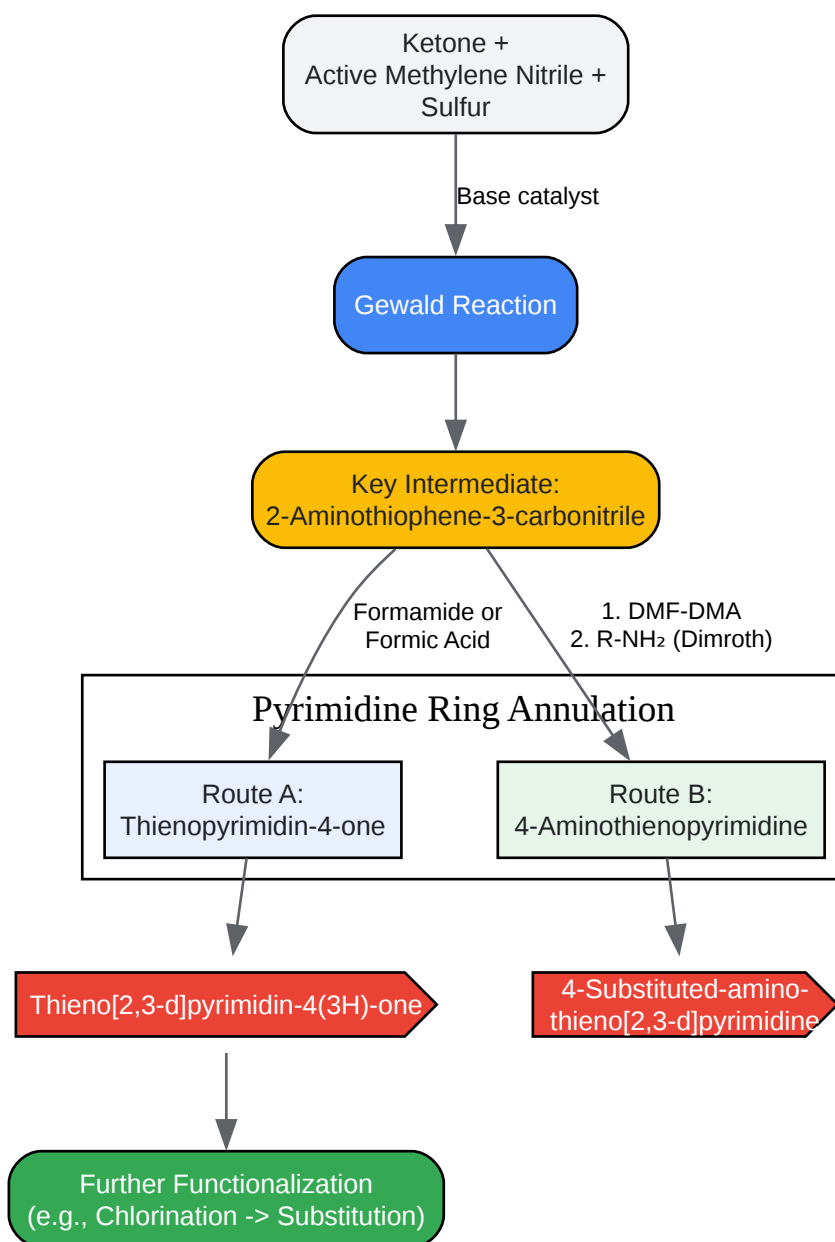 Ketone +
Active Methylene Nitrile +
Sulfur
Base catalyst
Gewald Reaction
Key Intermediate:
2-Aminothiophene-3-carbonitrile
Formamide or
Formic Acid
1. DMF-DMA
2. R-NH₂ (Dimroth)
Pyrimidine Ring Annulation
Route A:
Thienopyrimidin-4-one
Route B:
4-Aminothienopyrimidine
Thieno[2,3-d]pyrimidin-4(3H)-one
4-Substituted-amino-
thieno[2,3-d]pyrimidine
Further Functionalization
(e.g., Chlorination -> Substitution)